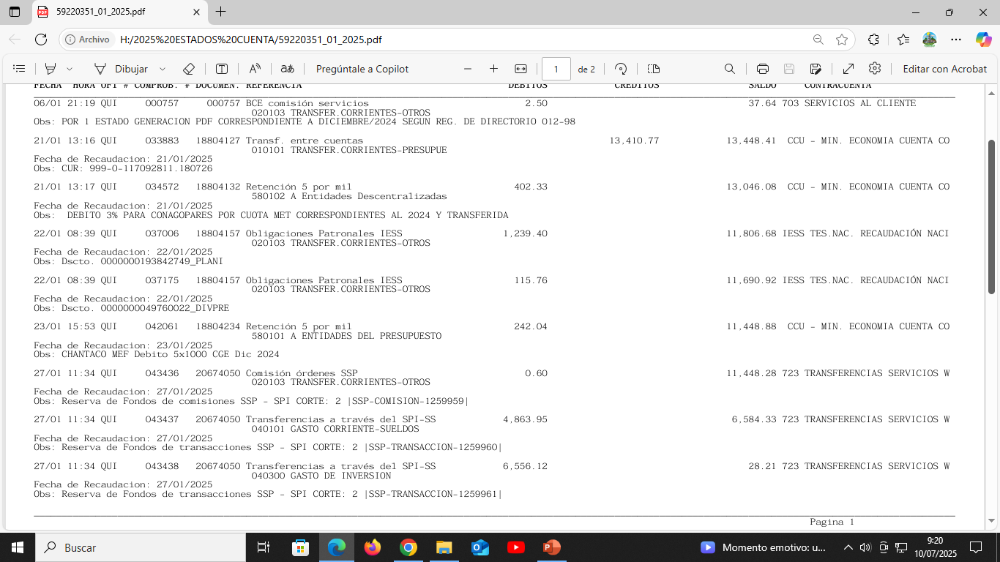 59220351_01_2025.pdf
Archivo H:/2025%20ESTADOS%20CUENTA/59220351_01_2025.pdf
Dibujar Pregúntale a Copilot 1 de 2 Editar con Acrobat
FECHA HORA OFI # COMPROB. # DOCUMEN. REFERENCIA DEBITOS CREDITOS SALDO CONTRACUENTA
06/01 21:19 QUI 000757 000757 BCE comisión servicios 2.50 37.64 703 SERVICIOS AL CLIENTE
020103 TRANSFER.CORRIENTES-OTROS
Obs: POR 1 ESTADO GENERACION PDF CORRESPONDIENTE A DICIEMBRE/2024 SEGUN REG. DE DIRECTORIO 012-98
21/01 13:16 QUI 033883 18804127 Transf. entre cuentas 13,410.77 13,448.41 CCU - MIN. ECONOMIA CUENTA CO
010101 TRANSFER.CORRIENTES-PRESUPUE
Fecha de Recaudacion: 21/01/2025
Obs: CUR: 999-0-117092811.180726
21/01 13:17 QUI 034572 18804132 Retención 5 por mil 402.33 13,046.08 CCU - MIN. ECONOMIA CUENTA CO
580102 A Entidades Descentralizadas
Fecha de Recaudacion: 21/01/2025
Obs: DEBITO 3% PARA CONAGOPARES POR CUOTA MET CORRESPONDIENTES AL 2024 Y TRANSFERIDA
22/01 08:39 QUI 037006 18804157 Obligaciones Patronales IESS 1,239.40 11,806.68 IESS TES.NAC. RECAUDACIÓN NACI
020103 TRANSFER.CORRIENTES-OTROS
Fecha de Recaudacion: 22/01/2025
Obs: Dscto. 0000000193842749_PLANI
22/01 08:39 QUI 037175 18804157 Obligaciones Patronales IESS 115.76 11,690.92 IESS TES.NAC. RECAUDACIÓN NACI
020103 TRANSFER.CORRIENTES-OTROS
Fecha de Recaudacion: 22/01/2025
Obs: Dscto. 0000000049760022_DIVPRE
23/01 15:53 QUI 042061 18804234 Retención 5 por mil 242.04 11,448.88 CCU - MIN. ECONOMIA CUENTA CO
580101 A ENTIDADES DEL PRESUPUESTO
Fecha de Recaudacion: 23/01/2025
Obs: CHANTACO MEF Debito 5x1000 CGE Dic 2024
27/01 11:34 QUI 043436 20674050 Comisión órdenes SSP 0.60 11,448.28 723 TRANSFERENCIAS SERVICIOS W
020103 TRANSFER.CORRIENTES-OTROS
Fecha de Recaudacion: 27/01/2025
Obs: Reserva de Fondos de comisiones SSP - SPI CORTE: 2 |SSP-COMISION-1259959|
27/01 11:34 QUI 043437 20674050 Transferencias a través del SPI-SS 4,863.95 6,584.33 723 TRANSFERENCIAS SERVICIOS W
040101 GASTO CORRIENTE-SUELDOS
Fecha de Recaudacion: 27/01/2025
Obs: Reserva de Fondos de transacciones SSP - SPI CORTE: 2 |SSP-TRANSACCION-1259960|
27/01 11:34 QUI 043438 20674050 Transferencias a través del SPI-SS 6,556.12 28.21 723 TRANSFERENCIAS SERVICIOS W
040300 GASTO DE INVERSION
Fecha de Recaudacion: 27/01/2025
Obs: Reserva de Fondos de transacciones SSP - SPI CORTE: 2 |SSP-TRANSACCION-1259961|
Pagina 1
Buscar Momento emotivo: u... 9:20
10/07/2025